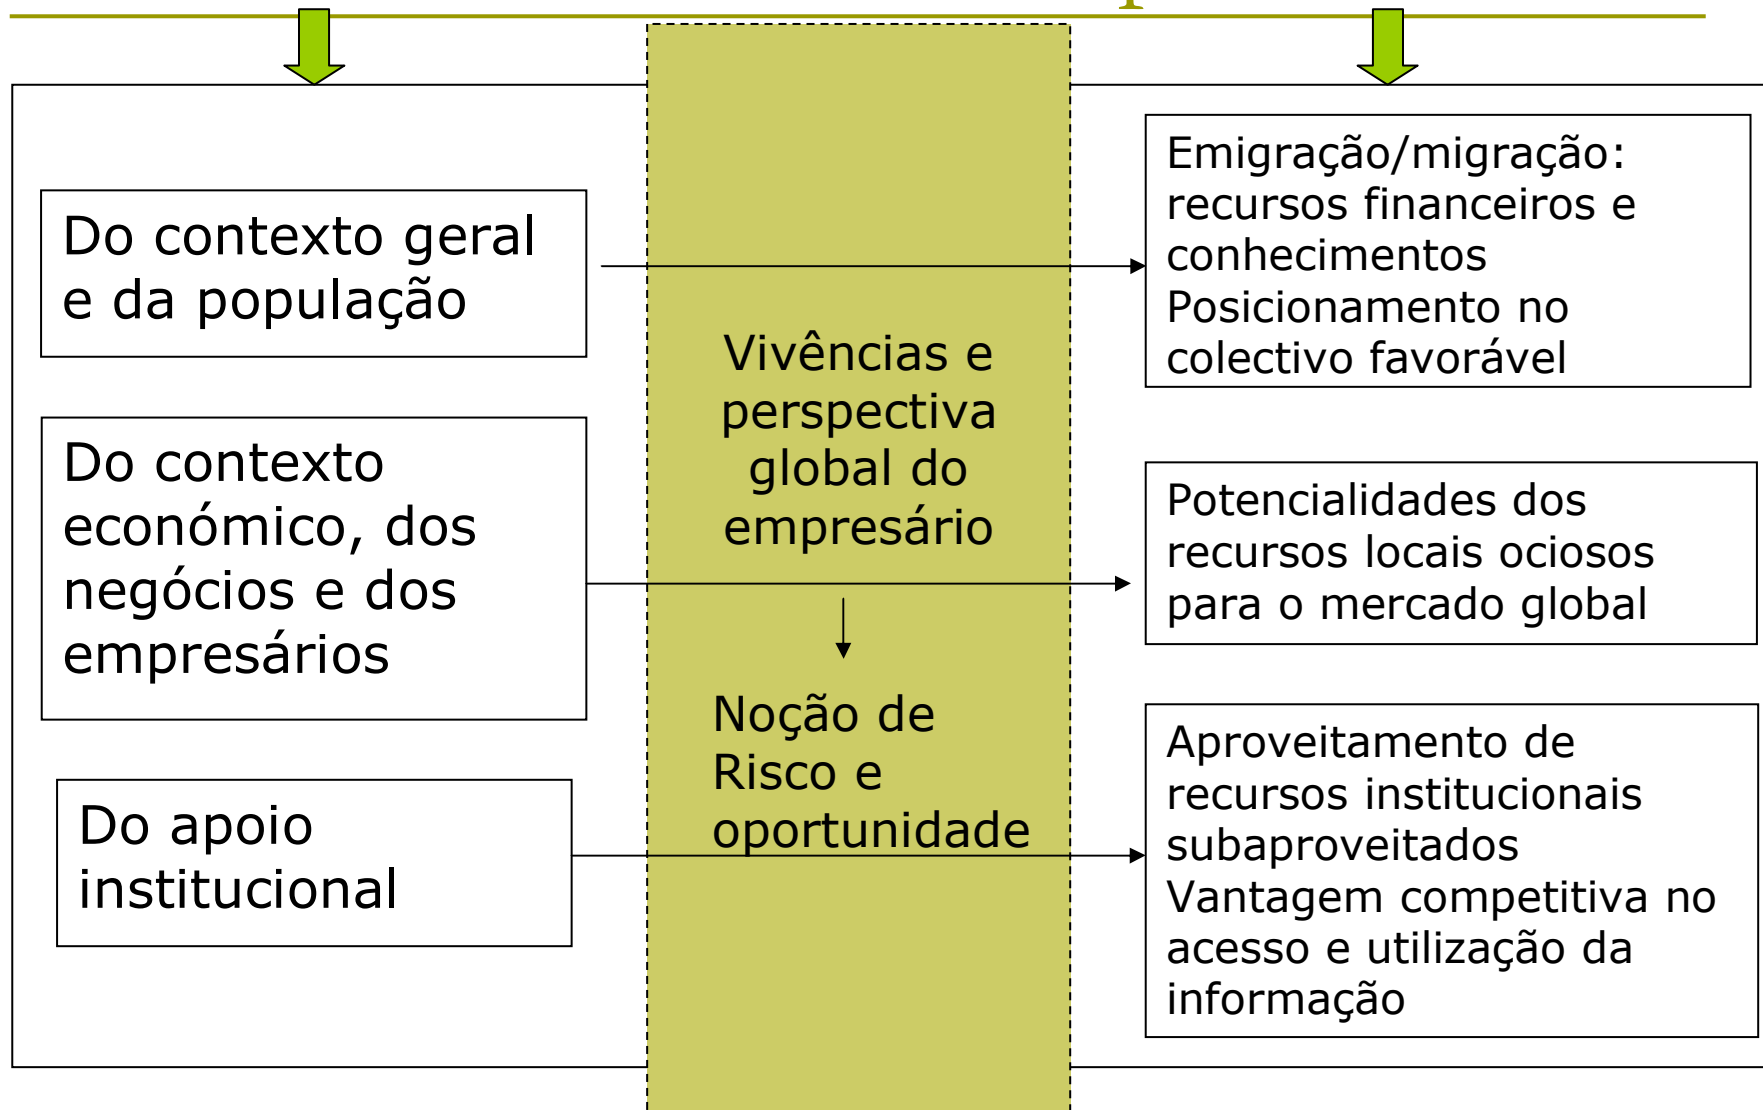 Do contexto geral
e da população
Do contexto
económico, dos
negócios e dos
empresários
Do apoio
institucional
Vivências e
perspectiva
global do
empresário
Noção de
Risco e
oportunidade
Emigração/migração:
recursos financeiros e
conhecimentos
Posicionamento no
colectivo favorável
Potencialidades dos
recursos locais ociosos
para o mercado global
Aproveitamento de
recursos institucionais
subaproveitados
Vantagem competitiva no
acesso e utilização da
informação